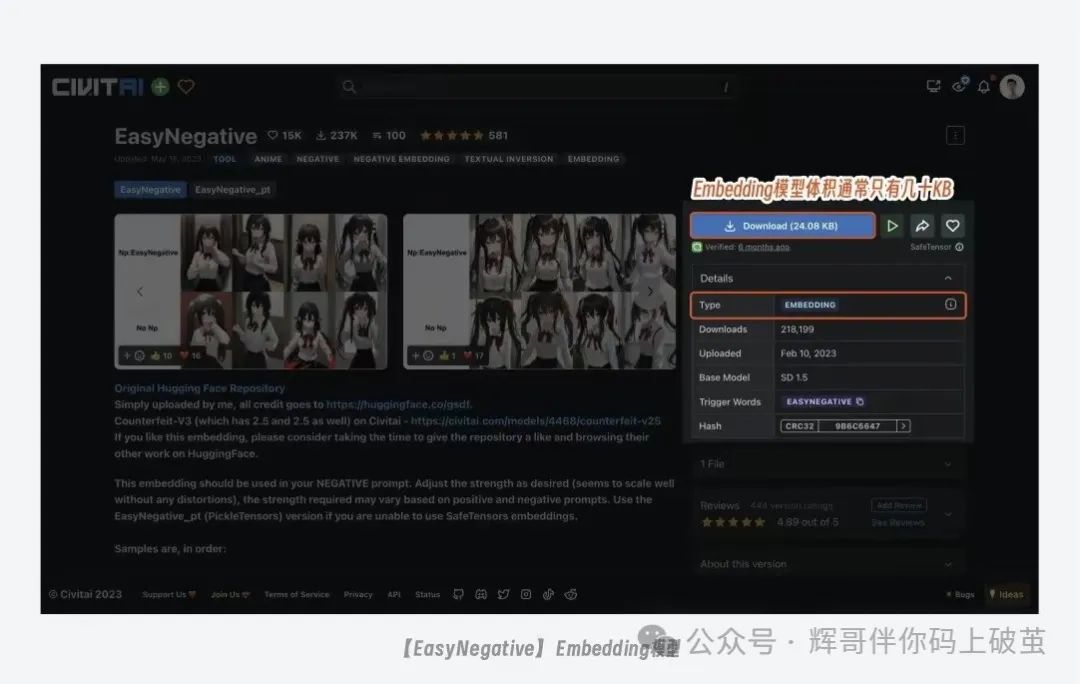 CIVITAI
/
EasyNegative 15K 237K 100 581
Updated: May 16, 2023 TOOL ANIME NEGATIVE NEGATIVE EMBEDDING TEXTUAL INVERSION EMBEDDING
EasyNegative EasyNegative_pt
Embedding模型体积通常只有几十KB
Download (24.08 KB)
Verified: 6 months ago SafeTensor
Details
Type EMBEDDING
Downloads 218,199
Uploaded Feb 10, 2023
Base Model SD 1.5
Trigger Words EASYNEGATIVE
Hash CRC32 9B6C6647
1 File
Reviews 444 version ratings Add Review
4.89 out of 5 See Reviews
About this version
Np:EasyNegative
No Np
10 16
Np:EasyNegative
No Np
1 17
Original Hugging Face Repository
Simply uploaded by me, all credit goes to https://huggingface.co/gsdf.
Counterfeit-V3 (which has 2.5 and 2.5 as well) on Civitai - https://civitai.com/models/4468/counterfeit-v25
If you like this embedding, please consider taking the time to give the repository a like and browsing their
other work on HuggingFace.
This embedding should be used in your NEGATIVE prompt. Adjust the strength as desired (seems to scale well
without any distortions), the strength required may vary based on positive and negative prompts. Use the
EasyNegative_pt (PickleTensors) version if you are unable to use SafeTensors embeddings.
Samples are, in order:
© Civitai 2023 Support Us Join Us Terms of Service Privacy API Status Bugs Ideas
【EasyNegative】Embedding模型
公众号 · 辉哥伴你码上破茧